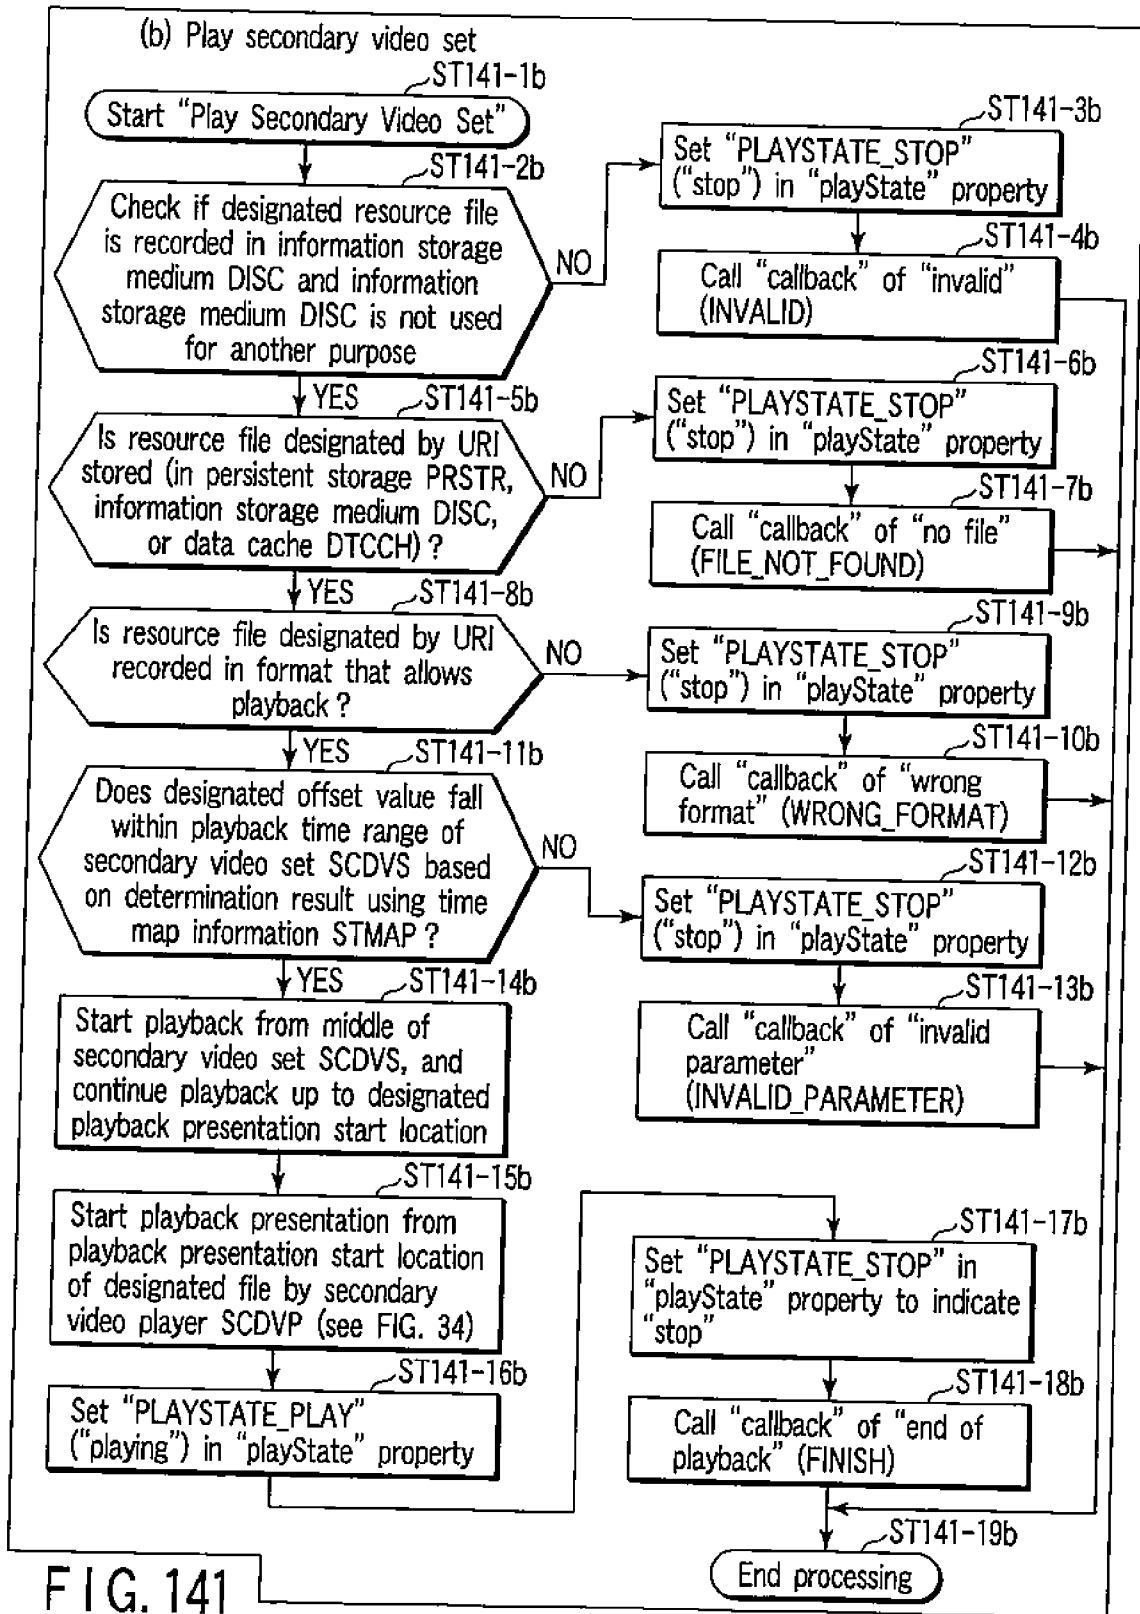 (b) Play secondary video set
ST141-1b
Start “Play Secondary Video Set”
ST141-2b
Check if designated resource file
is recorded in information storage
medium DISC and information
storage medium DISC is not used
for another purpose
NO
ST141-3b
Set “PLAYSTATE_STOP”
(“stop”) in “playState” property
ST141-4b
Call “callback” of “invalid”
(INVALID)
YES
ST141-5b
Is resource file designated by URI
stored (in persistent storage PRSTR,
information storage medium DISC,
or data cache DTCCH) ?
NO
ST141-6b
Set “PLAYSTATE_STOP”
(“stop”) in “playState” property
ST141-7b
Call “callback” of “no file”
(FILE_NOT_FOUND)
YES
ST141-8b
Is resource file designated by URI
recorded in format that allows
playback ?
NO
ST141-9b
Set “PLAYSTATE_STOP”
(“stop”) in “playState” property
ST141-10b
Call “callback” of “wrong
format” (WRONG_FORMAT)
YES
ST141-11b
Does designated offset value fall
within playback time range of
secondary video set SCDVS based
on determination result using time
map information STMAP ?
NO
ST141-12b
Set “PLAYSTATE_STOP”
(“stop”) in “playState” property
ST141-13b
Call “callback” of “invalid
parameter”
(INVALID_PARAMETER)
YES
ST141-14b
Start playback from middle of
secondary video set SCDVS, and
continue playback up to designated
playback presentation start location
ST141-15b
Start playback presentation from
playback presentation start location
of designated file by secondary
video player SCDVP (see FIG. 34)
ST141-16b
Set “PLAYSTATE_PLAY”
(“playing”) in “playState” property
ST141-17b
Set “PLAYSTATE_STOP” in
“playState” property to indicate
“stop”
ST141-18b
Call “callback” of “end of
playback” (FINISH)
ST141-19b
End processing
FIG. 141